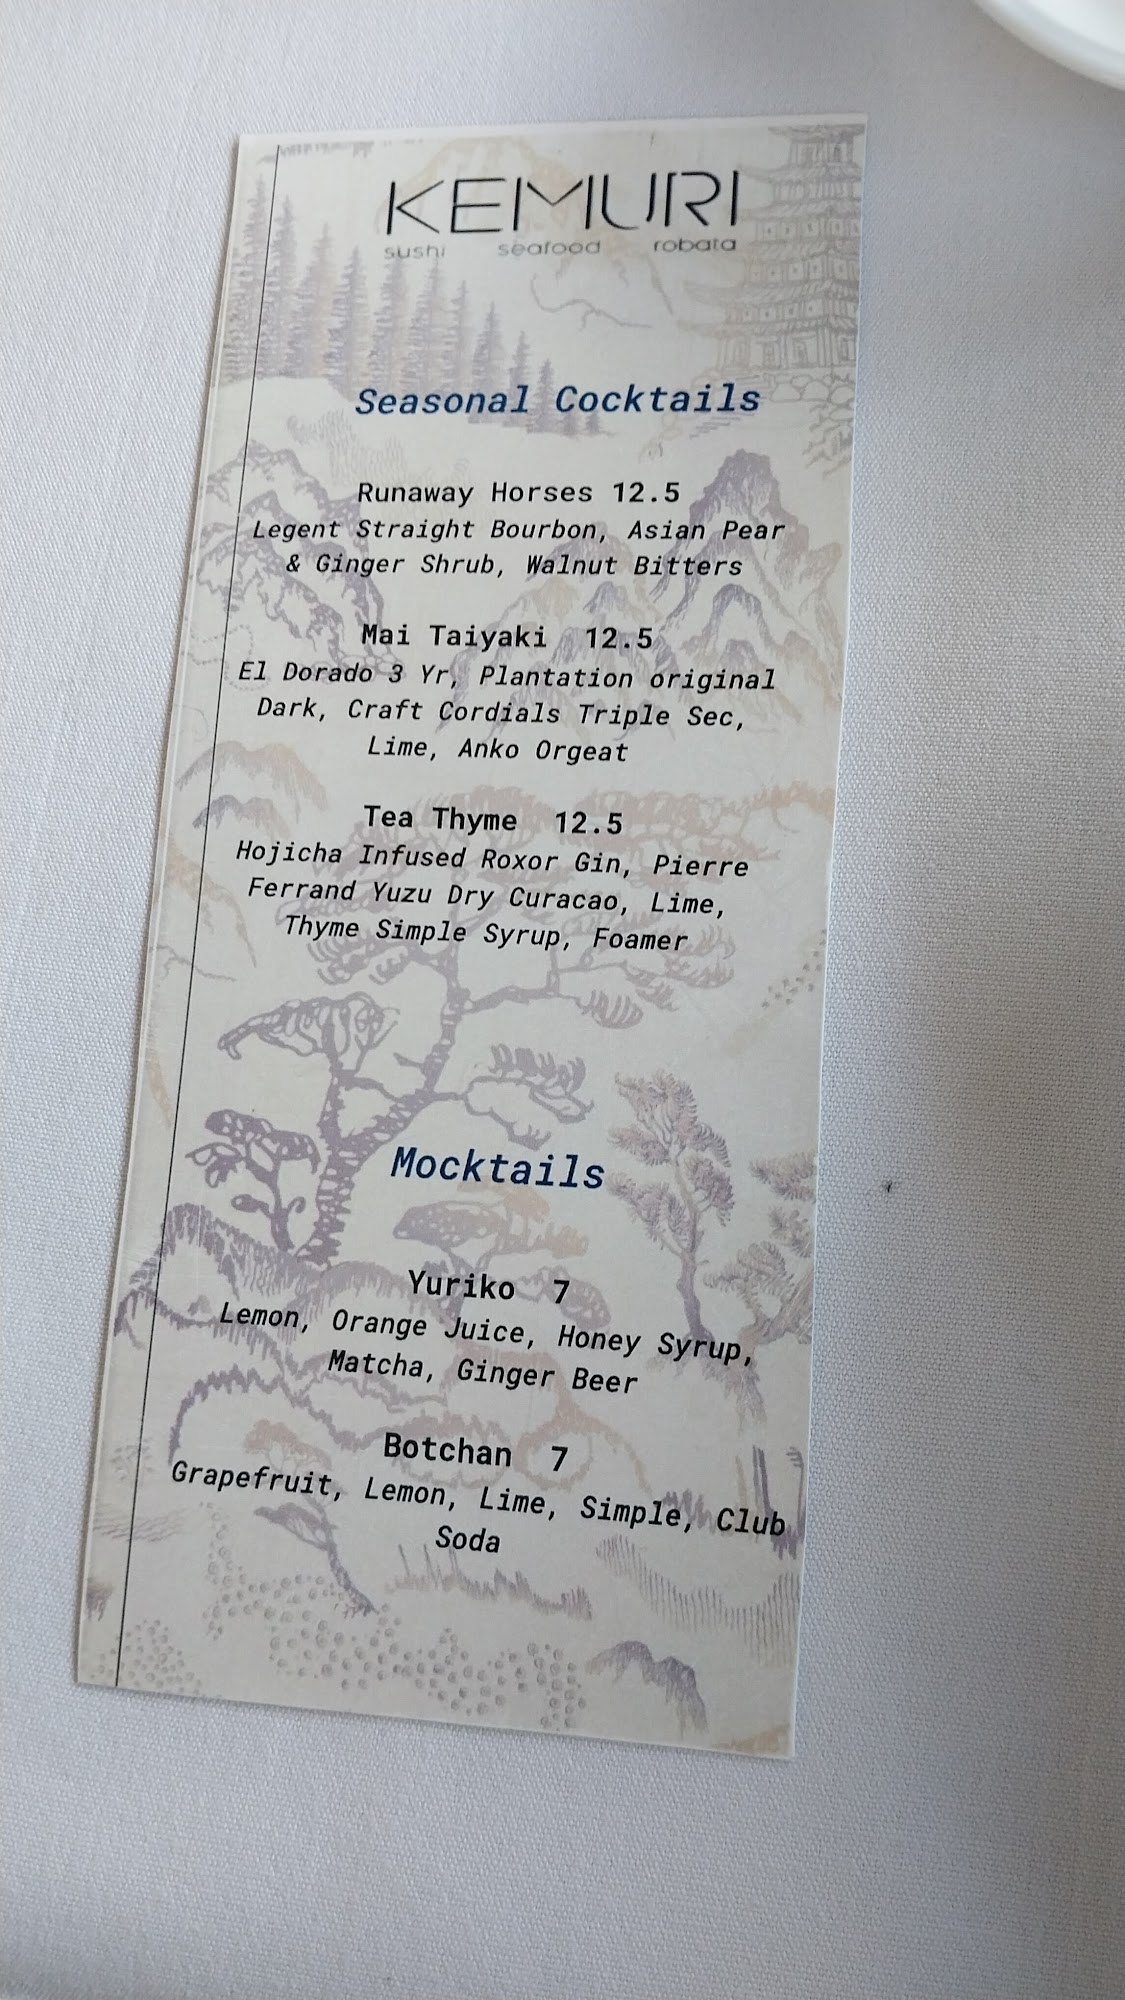 KEMURI
sushi seafood robata
Seasonal Cocktails
Runaway Horses 12.5
Legent Straight Bourbon, Asian Pear
& Ginger Shrub, Walnut Bitters
Mai Taiyaki 12.5
El Dorado 3 Yr, Plantation original
Dark, Craft Cordials Triple Sec,
Lime, Anko Orgeat
Tea Thyme 12.5
Hojicha Infused Roxor Gin, Pierre
Ferrand Yuzu Dry Curacao, Lime,
Thyme Simple Syrup, Foamer
Mocktails
Yuriko 7
Lemon, Orange Juice, Honey Syrup,
Matcha, Ginger Beer
Botchan 7
Grapefruit, Lemon, Lime, Simple, Club
Soda